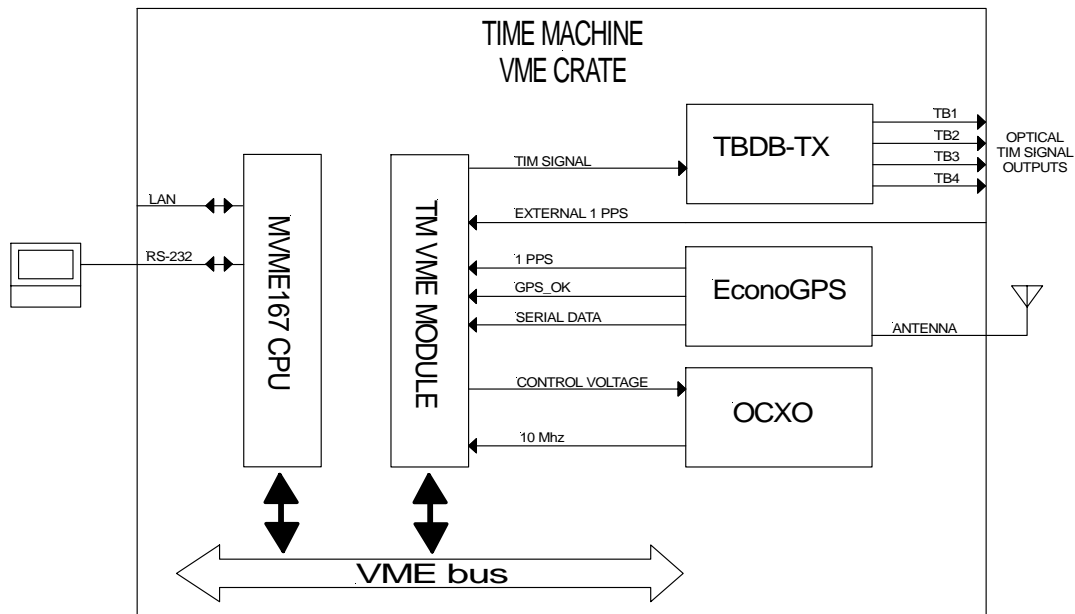 TIME MACHINE
VME CRATE
TBDB-TX
TB1
TB2
TB3
TB4
OPTICAL
TIM SIGNAL
OUTPUTS
TIM SIGNAL
LAN
RS-232
MVME167 CPU
TM VME MODULE
EXTERNAL 1 PPS
1 PPS
GPS_OK
SERIAL DATA
EconoGPS
ANTENNA
CONTROL VOLTAGE
10 Mhz
OCXO
VME bus